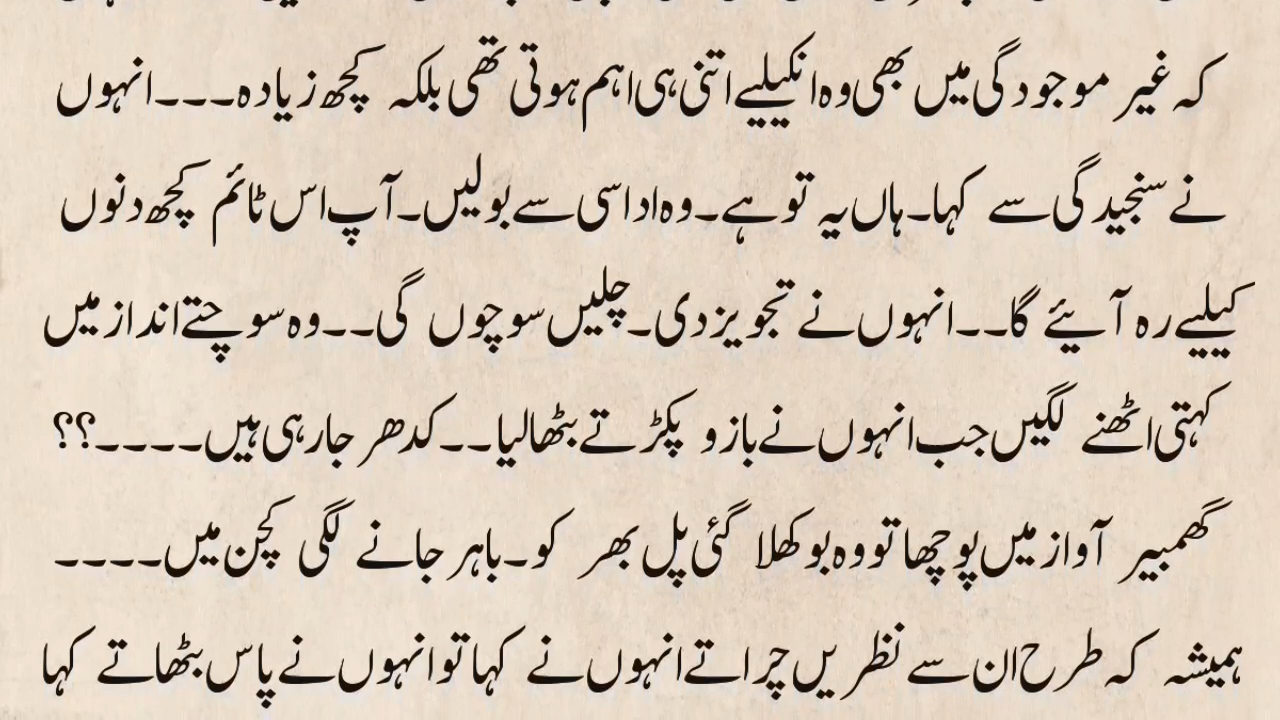 کہ غیر موجودگی میں بھی وہ انکیلیے اتنی ہی اہم ہوتی تھی بلکہ کچھ زیادہ۔۔۔انہوں
نے سنجیدگی سے کہا۔ہاں یہ تو ہے۔وہ اداسی سے بولیں۔آپ اس ٹائم کچھ دنوں
کیلیے رہ آیئے گا۔۔انہوں نے تجویز دی۔چلیں سوچوں گی۔۔وہ سوچتے انداز میں
کہتی اٹھنے لگیں جب انہوں نے بازو پکڑتے بٹھالیا۔۔کدھر جارہی ہیں۔۔۔۔؟؟
گھمبیر آواز میں پوچھا تو وہ بوکھلا گئی پل بھر کو۔باہر جانے لگی کچن میں۔۔۔۔
ہمیشہ کہ طرح ان سے نظریں چراتے انہوں نے کہا تو انہوں نے پاس بٹھاتے کہا